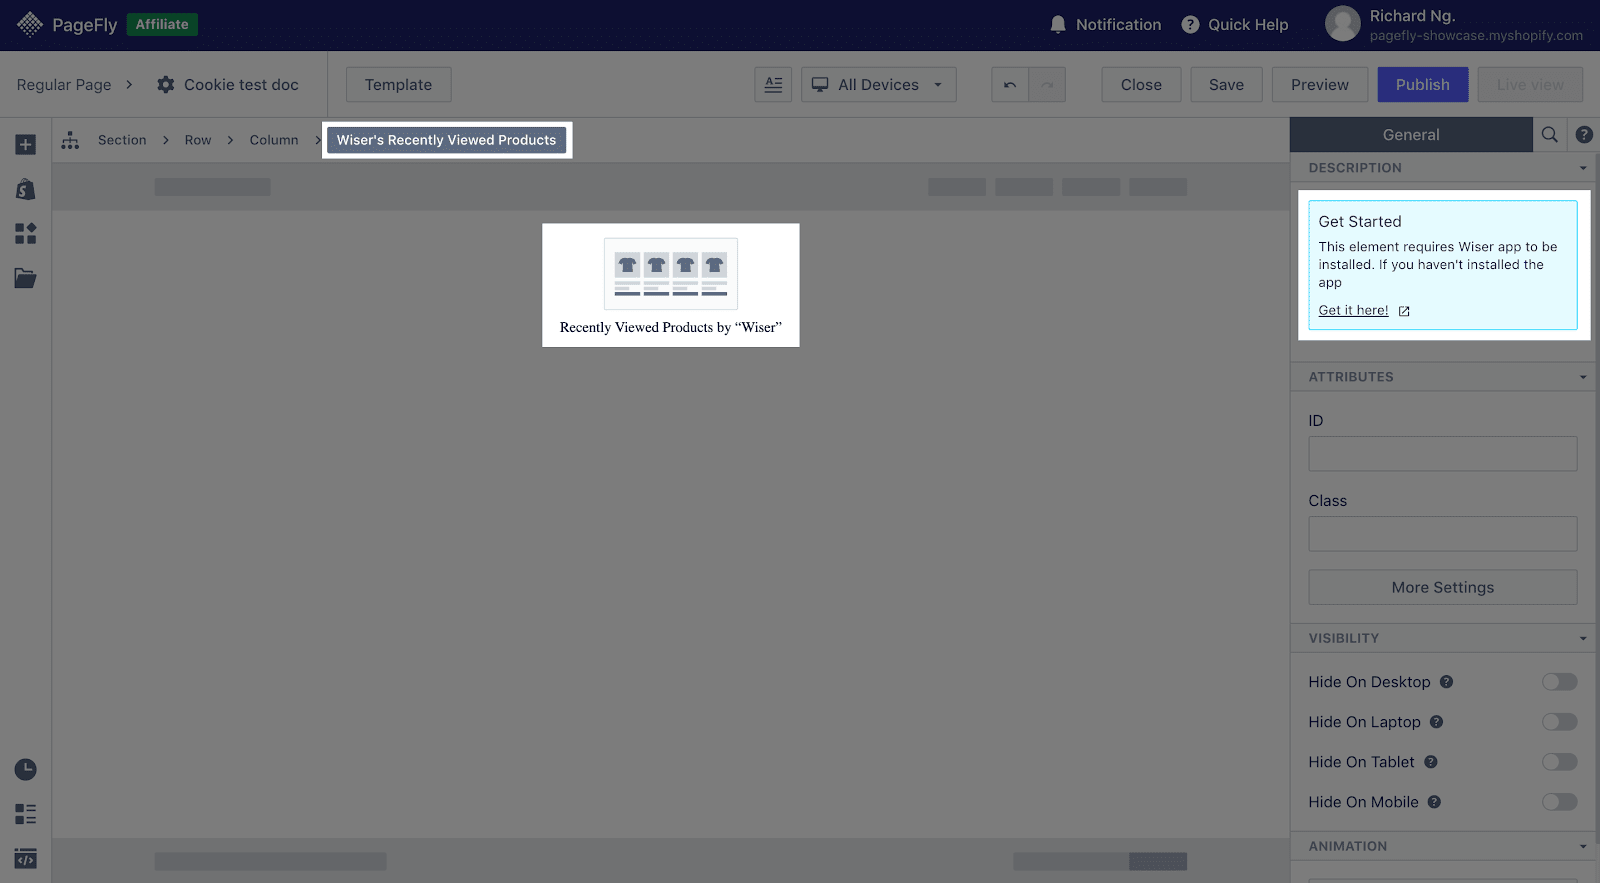 PageFly Affiliate Notification Quick Help Richard Ng.
pagefly-showcase.myshopify.com
Regular Page Cookie test doc Template All Devices Close Save Preview Publish Live view
Section Row Column Wiser's Recently Viewed Products General
DESCRIPTION
Get Started
This element requires Wiser app to be
installed. If you haven't installed the
app
Get it here!
Recently Viewed Products by “Wiser”
ATTRIBUTES
ID
Class
More Settings
VISIBILITY
Hide On Desktop
Hide On Laptop
Hide On Tablet
Hide On Mobile
ANIMATION